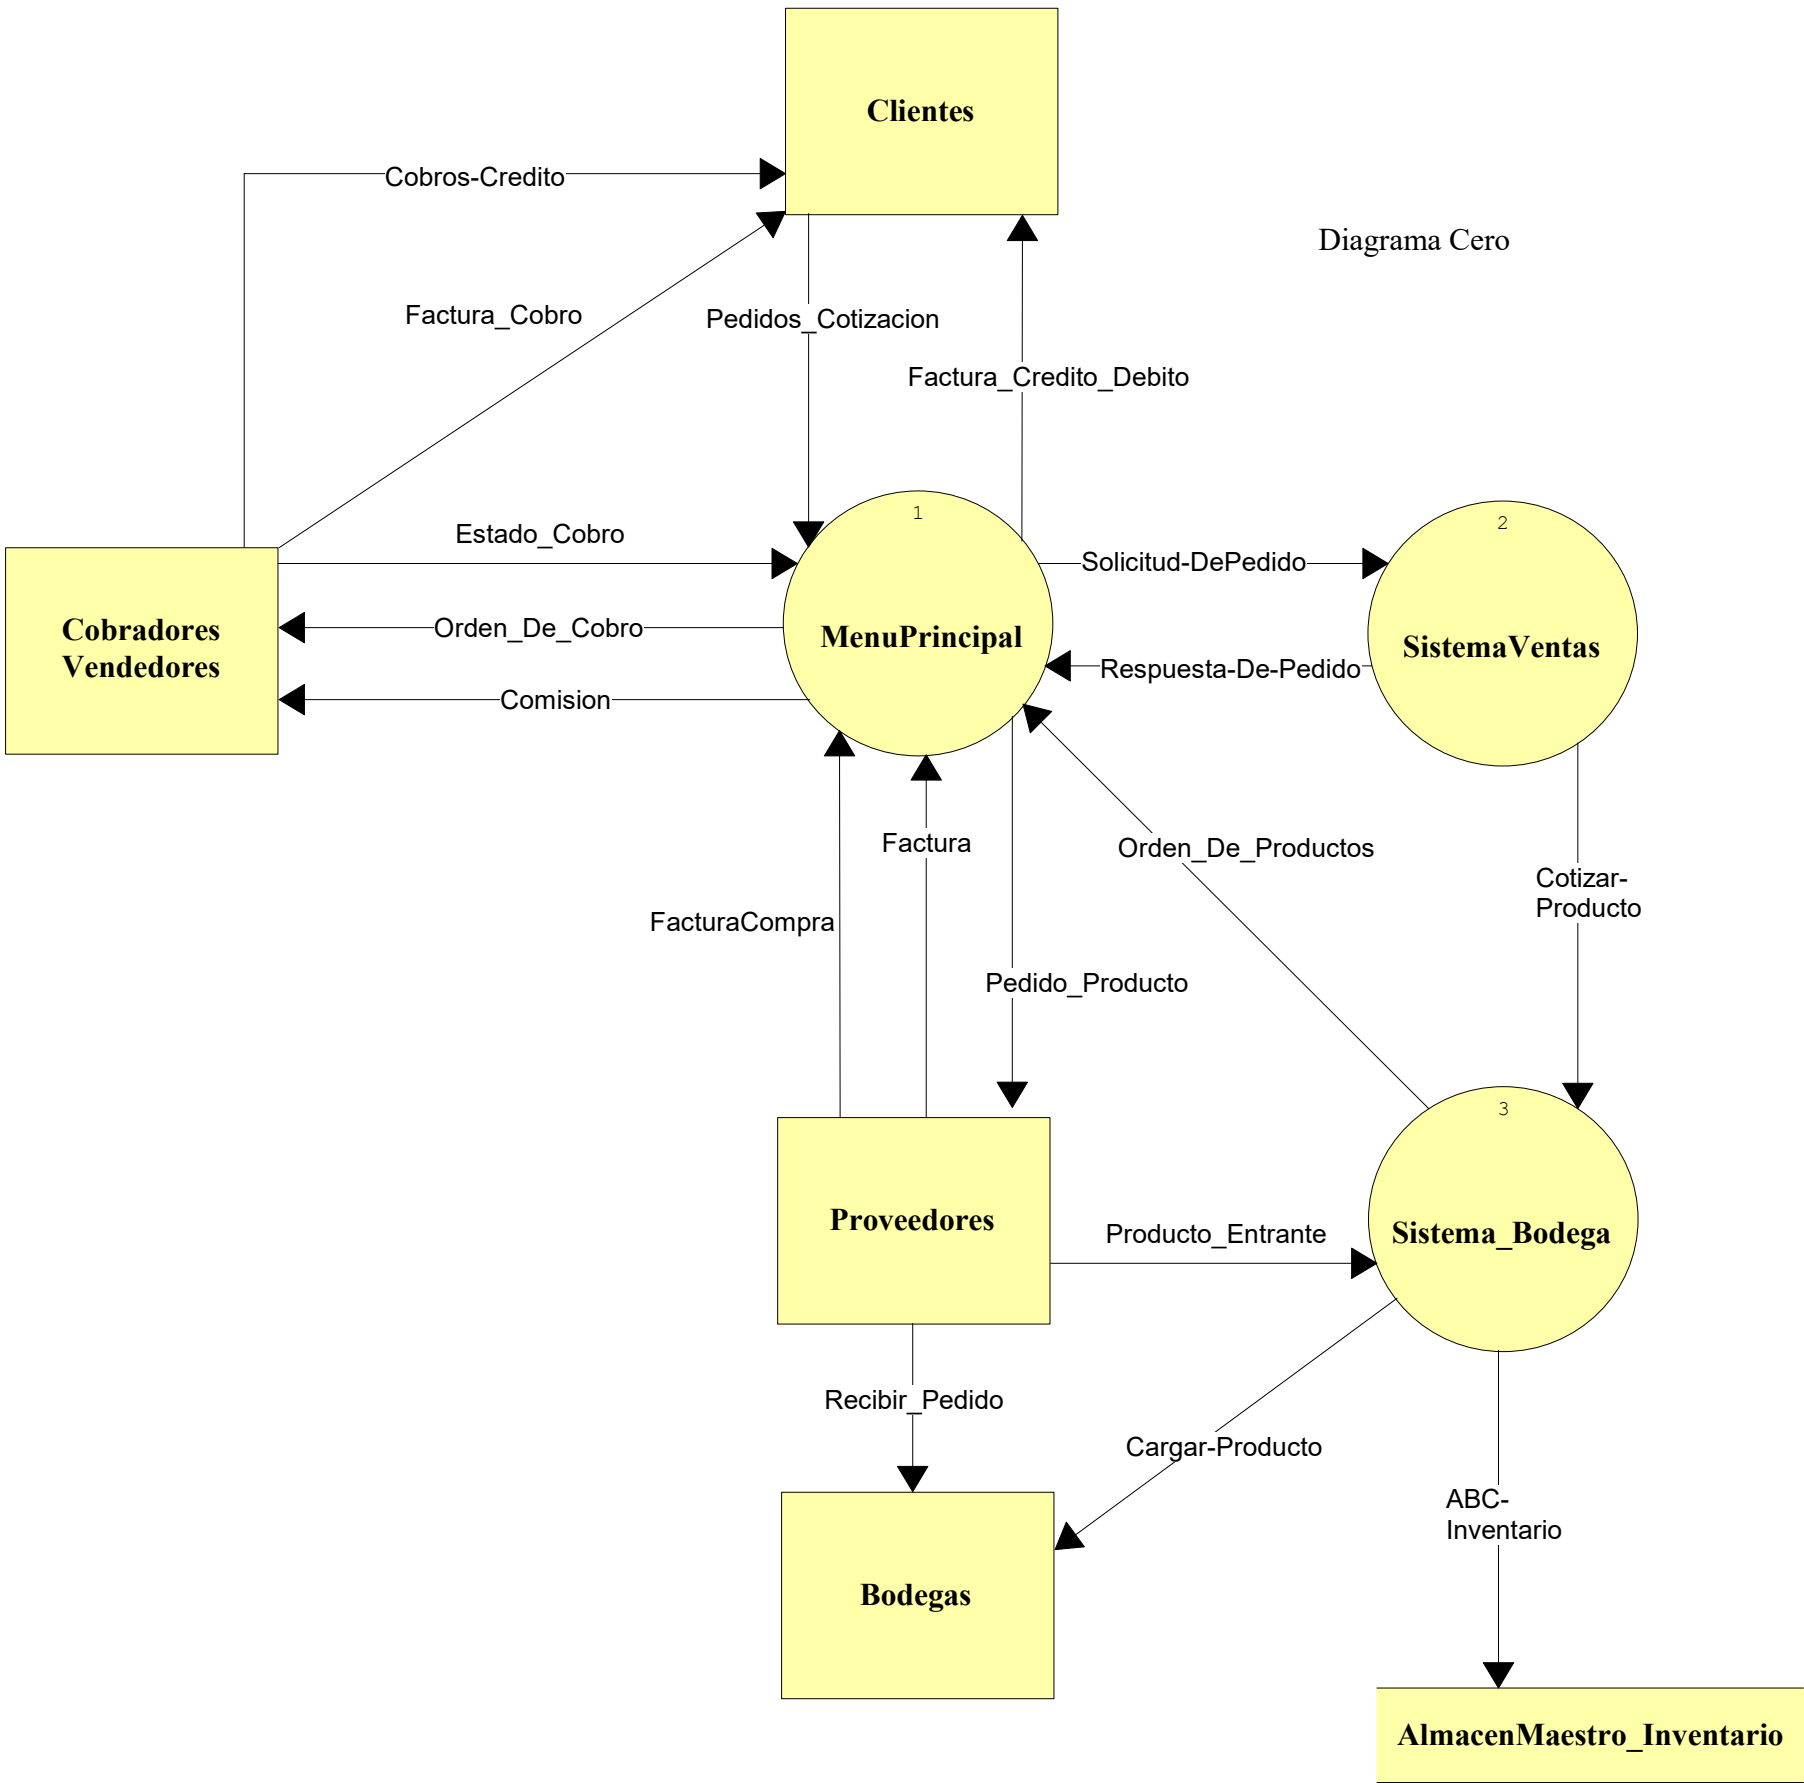 Clientes
Cobros-Credito
Diagrama Cero
Factura_Cobro
Pedidos_Cotizacion
Factura_Credito_Debito
1
2
Estado_Cobro
Solicitud-DePedido
Cobradores
Vendedores
Orden_De_Cobro
MenuPrincipal
SistemaVentas
Respuesta-De-Pedido
Comision
Factura
Orden_De_Productos
Cotizar-
Producto
FacturaCompra
Pedido_Producto
3
Proveedores
Producto_Entrante
Sistema_Bodega
Recibir_Pedido
Cargar-Producto
ABC-
Inventario
Bodegas
AlmacenMaestro_Inventario